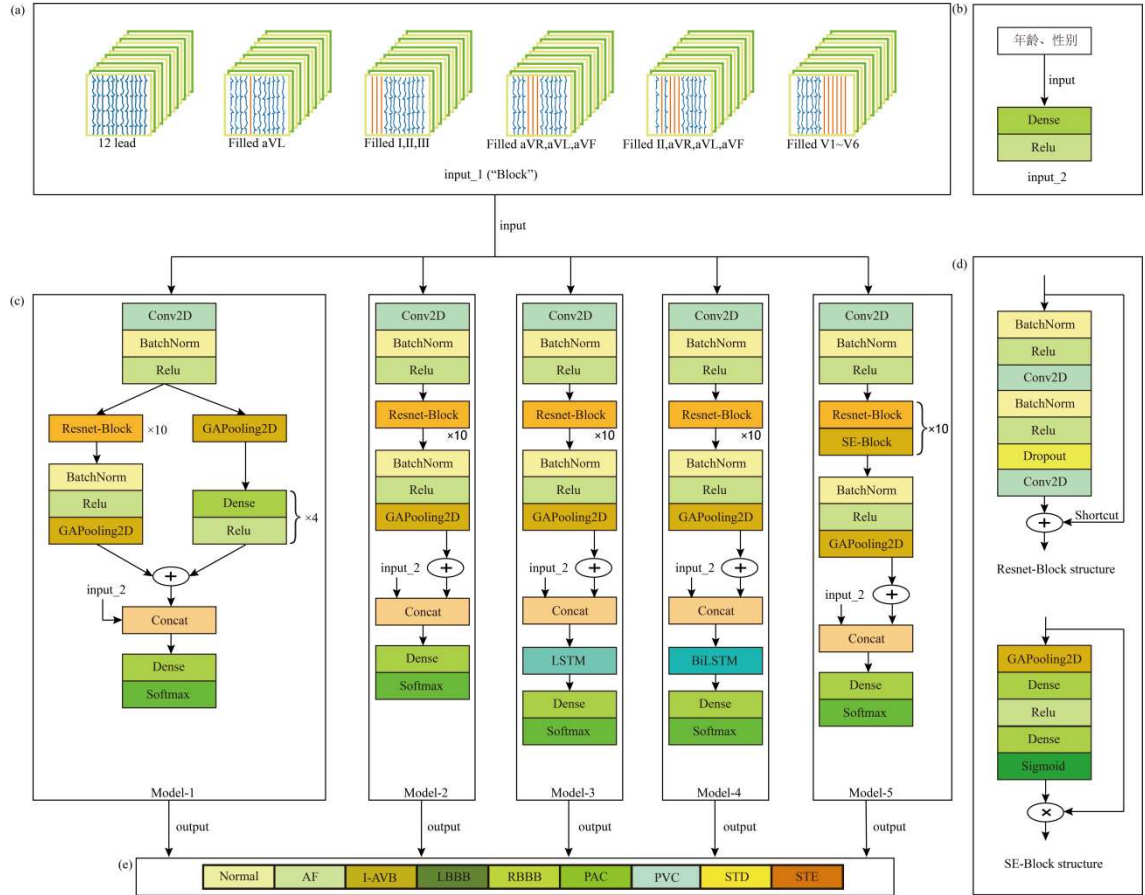 (a)
12 lead
Filled aVL
Filled I,II,III
Filled aVR,aVL,aVF
Filled II,aVR,aVL,aVF
Filled V1~V6
input_1 (“Block”)
(b)
年龄、性别
input
Dense
Relu
input_2
input
(c)
Conv2D
BatchNorm
Relu
Resnet-Block
×10
GAPooling2D
BatchNorm
Relu
GAPooling2D
Dense
Relu
×4
+
input_2
Concat
Dense
Softmax
Model-1
Conv2D
BatchNorm
Relu
Resnet-Block
×10
BatchNorm
Relu
GAPooling2D
+
input_2
Concat
Dense
Softmax
Model-2
Conv2D
BatchNorm
Relu
Resnet-Block
×10
BatchNorm
Relu
GAPooling2D
+
input_2
Concat
LSTM
Dense
Softmax
Model-3
Conv2D
BatchNorm
Relu
Resnet-Block
×10
BatchNorm
Relu
GAPooling2D
+
input_2
Concat
BiLSTM
Dense
Softmax
Model-4
Conv2D
BatchNorm
Relu
Resnet-Block
SE-Block
×10
BatchNorm
Relu
GAPooling2D
+
input_2
Concat
Dense
Softmax
Model-5
(d)
BatchNorm
Relu
Conv2D
BatchNorm
Relu
Dropout
Conv2D
Shortcut
+
Resnet-Block structure
GAPooling2D
Dense
Relu
Dense
Sigmoid
×
SE-Block structure
output
output
output
output
output
(e)
Normal
AF
I-AVB
LBBB
RBBB
PAC
PVC
STD
STE